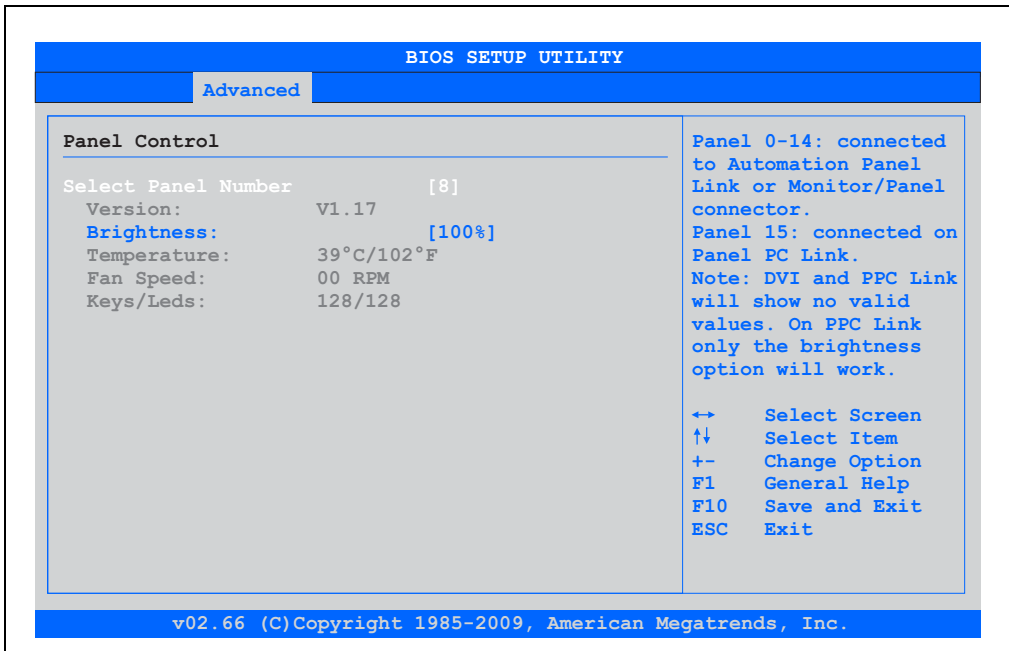 BIOS SETUP UTILITY
Advanced
Panel Control
Select Panel Number [8]
Version: V1.17
Brightness: [100%]
Temperature: 39°C/102°F
Fan Speed: 00 RPM
Keys/Leds: 128/128
Panel 0-14: connected
to Automation Panel
Link or Monitor/Panel
connector.
Panel 15: connected on
Panel PC Link.
Note: DVI and PPC Link
will show no valid
values. On PPC Link
only the brightness
option will work.
↔ Select Screen
↑↓ Select Item
+- Change Option
F1 General Help
F10 Save and Exit
ESC Exit
v02.66 (C)Copyright 1985-2009, American Megatrends, Inc.